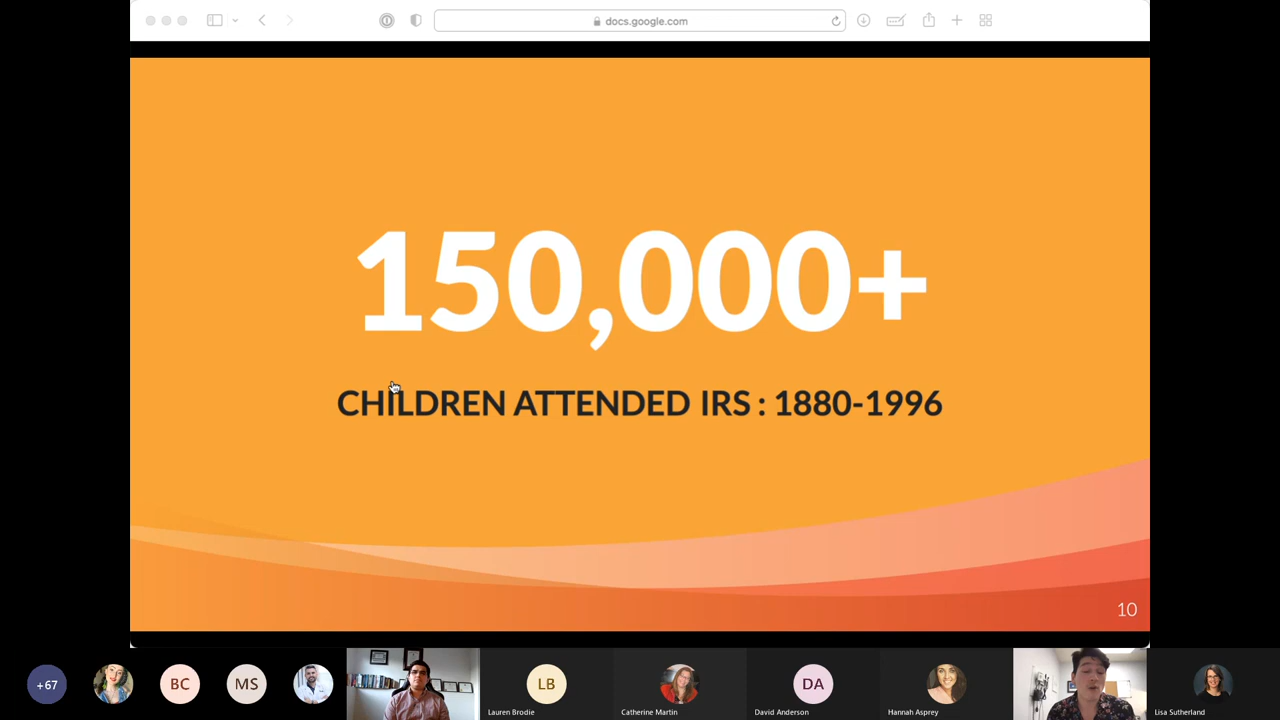 docs.google.com
150,000+
CHILDREN ATTENDED IRS : 1880-1996
10
+67
BC
MS
LB
DA
Lauren Brodie
Catherine Martin
David Anderson
Hannah Asprey
Lisa Sutherland